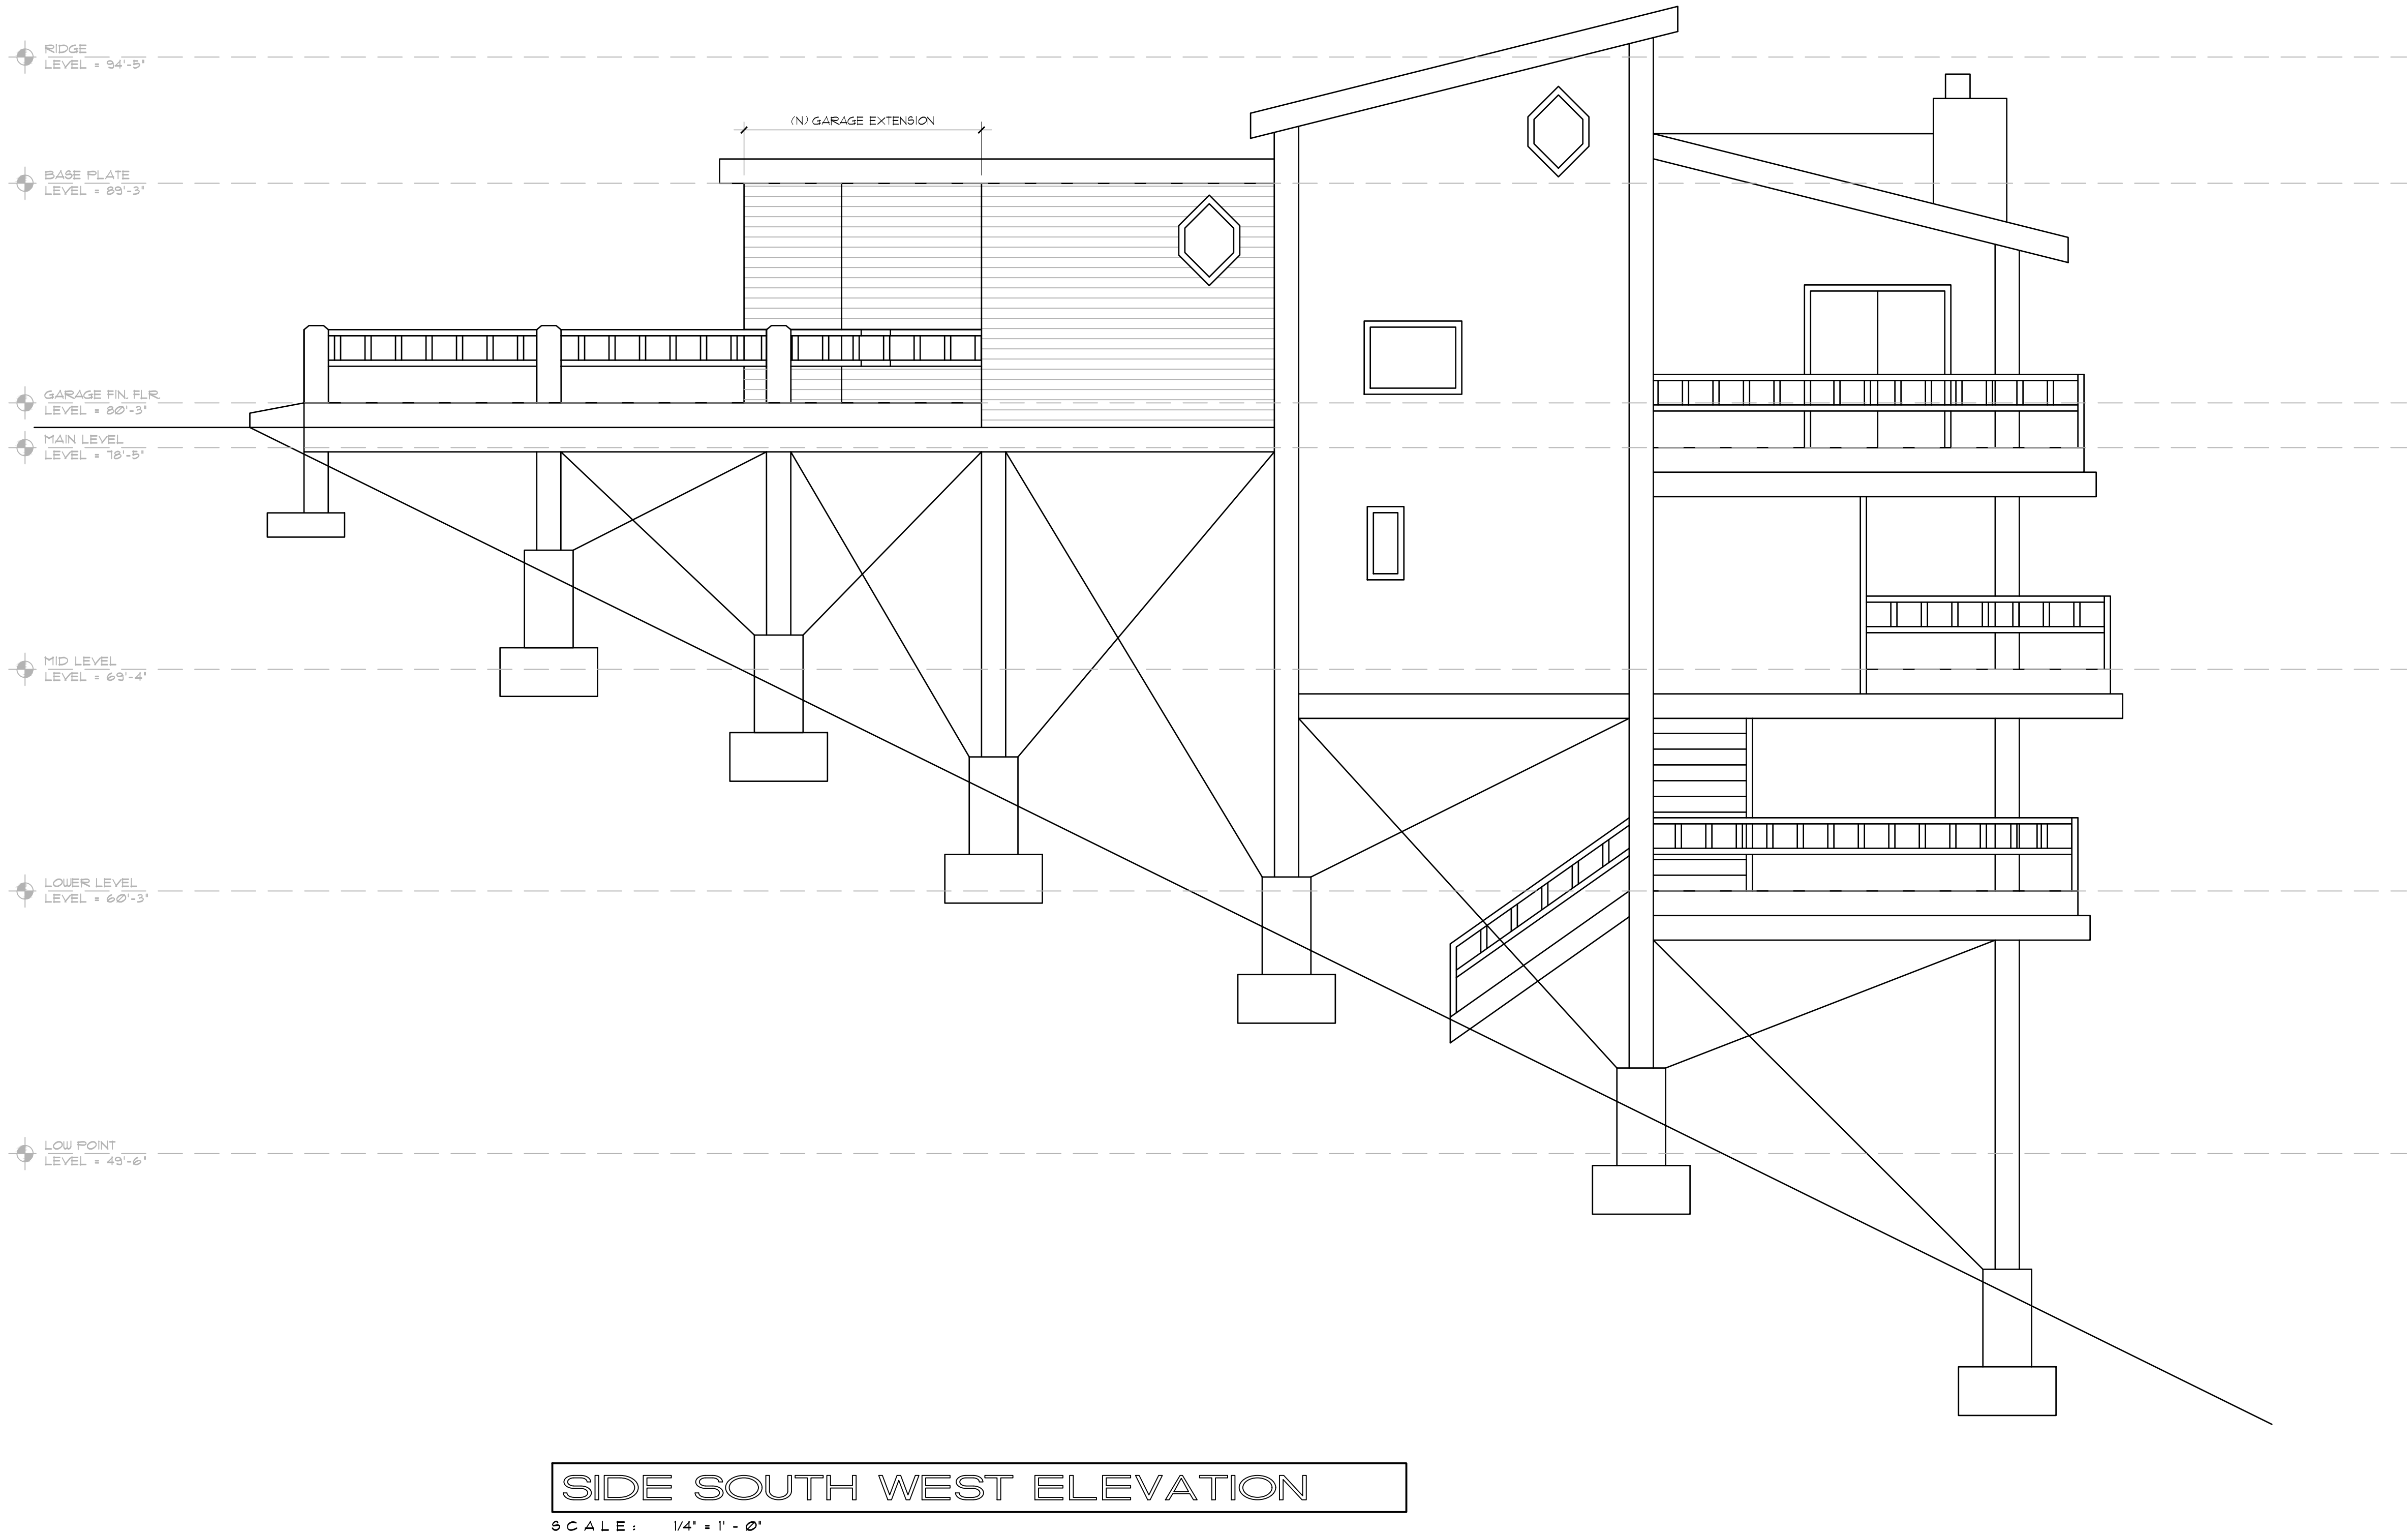 RIDGE
LEVEL = 94'-5"
(N) GARAGE EXTENSION
BASE PLATE
LEVEL = 89'-3"
GARAGE FIN. FLR.
LEVEL = 80'-3"
MAIN LEVEL
LEVEL = 78'-5"
MID LEVEL
LEVEL = 69'-4"
LOWER LEVEL
LEVEL = 60'-3"
LOW POINT
LEVEL = 49'-6"
SIDE SOUTH WEST ELEVATION
SCALE: 1/4" = 1' - 0"